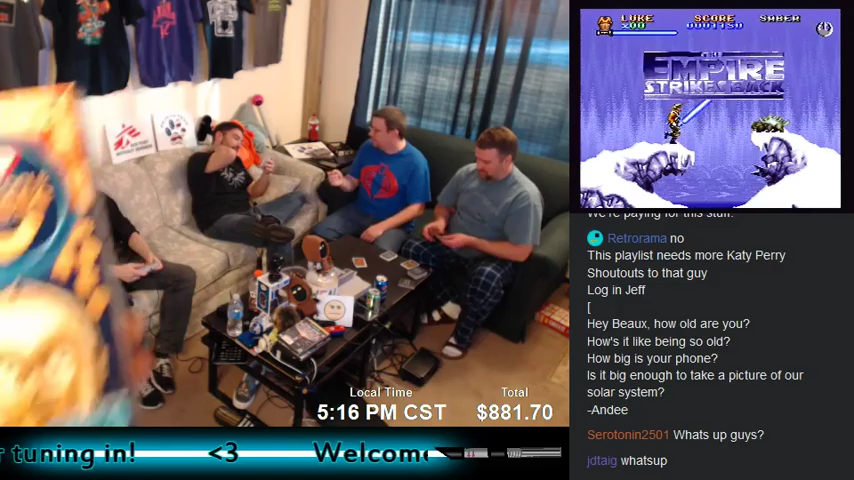 LUKE
SCORE
SABER
x00
0001150
THE
EMPIRE
STRIKES BACK
We're paying for this stuff.
Retrorama no
This playlist needs more Katy Perry
Shoutouts to that guy
Log in Jeff
[
Hey Beaux, how old are you?
How's it like being so old?
How big is your phone?
Is it big enough to take a picture of our
solar system?
-Andee
Serotonin2501 Whats up guys?
jdtaig whatsup
Local Time
5:16 PM CST
Total
$881.70
r tuning in!
<3
Welcome